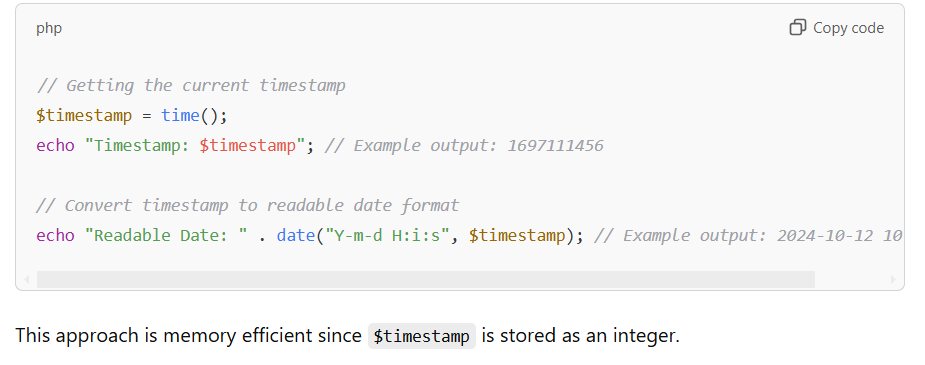 php
Copy code
// Getting the current timestamp
$timestamp = time();
echo "Timestamp: $timestamp"; // Example output: 1697111456
// Convert timestamp to readable date format
echo "Readable Date: " . date("Y-m-d H:i:s", $timestamp); // Example output: 2024-10-12 10
This approach is memory efficient since $timestamp is stored as an integer.